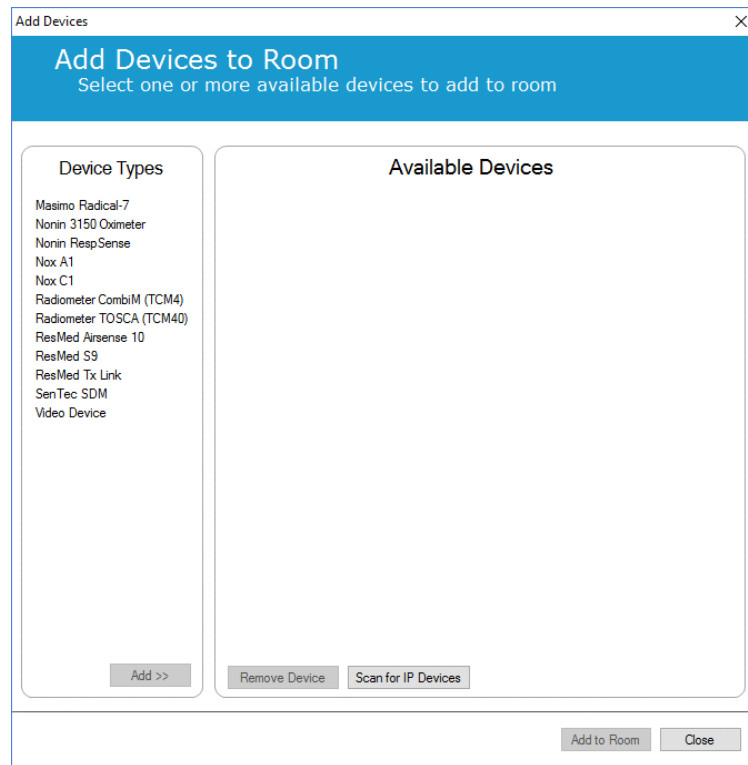 Add Devices
Add Devices to Room
Select one or more available devices to add to room
Device Types
Masimo Radical-7
Nonin 3150 Oximeter
Nonin RespSense
Nox A1
Nox C1
Radiometer CombiM (TCM4)
Radiometer TOSCA (TCM40)
ResMed Airsense 10
ResMed S9
ResMed Tx Link
SenTec SDM
Video Device
Add >>
Available Devices
Remove Device
Scan for IP Devices
Add to Room
Close